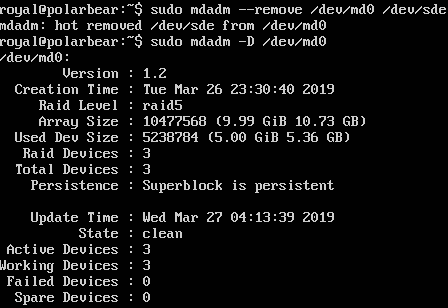 royal@polarbear:~$ sudo mdadm --remove /dev/md0 /dev/sde
mdadm: hot removed /dev/sde from /dev/md0
royal@polarbear:~$ sudo mdadm -D /dev/md0
/dev/md0:
Version : 1.2
Creation Time : Tue Mar 26 23:30:40 2019
Raid Level : raid5
Array Size : 10477568 (9.99 GiB 10.73 GB)
Used Dev Size : 5238784 (5.00 GiB 5.36 GB)
Raid Devices : 3
Total Devices : 3
Persistence : Superblock is persistent
Update Time : Wed Mar 27 04:13:39 2019
State : clean
Active Devices : 3
Working Devices : 3
Failed Devices : 0
Spare Devices : 0